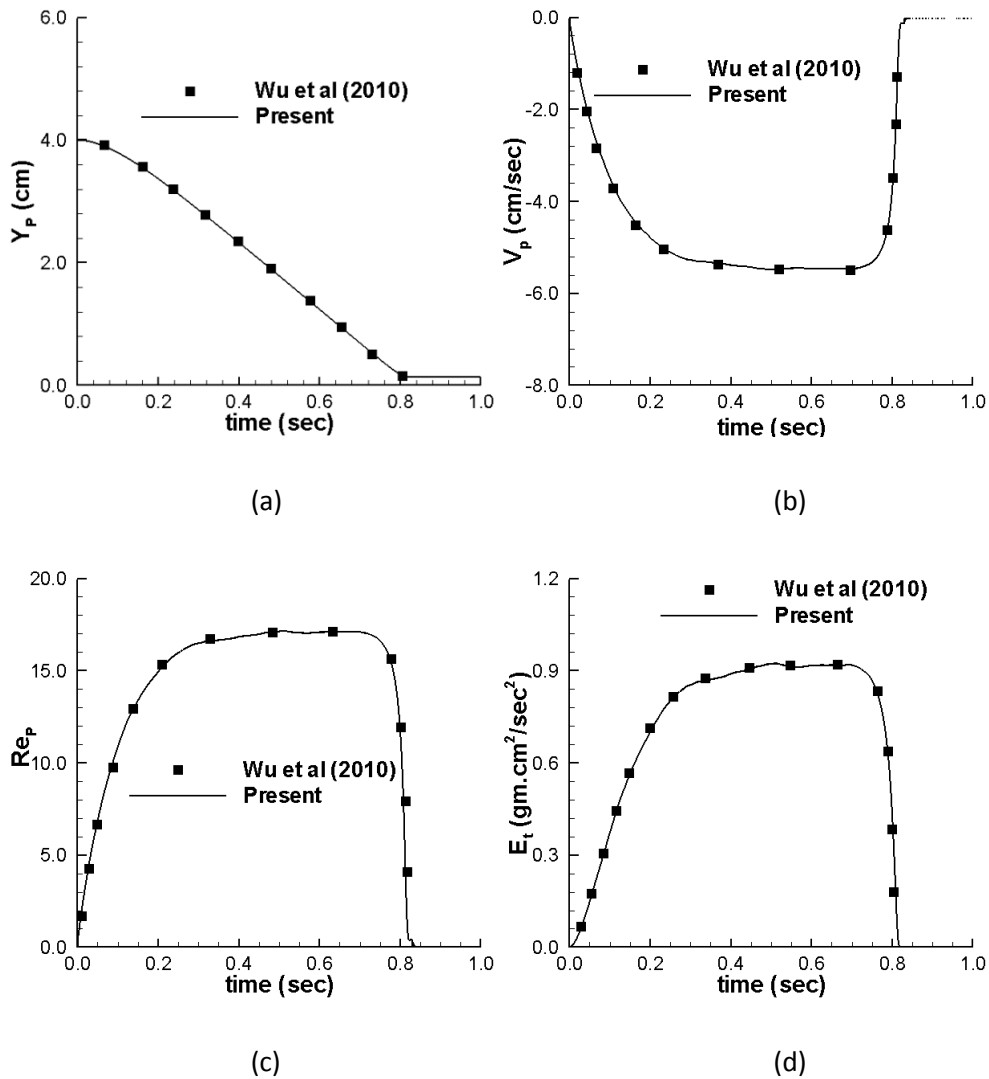 6.0
4.0
2.0
0.0
Y_P (cm)
Wu et al (2010)
Present
0.0 0.2 0.4 0.6 0.8 1.0
time (sec)
(a)
0.0
-2.0
-4.0
-6.0
-8.0
V_p (cm/sec)
Wu et al (2010)
Present
0.0 0.2 0.4 0.6 0.8 1.0
time (sec)
(b)
20.0
15.0
10.0
5.0
0.0
Re_P
Wu et al (2010)
Present
0.0 0.2 0.4 0.6 0.8 1.0
time (sec)
(c)
1.2
0.9
0.6
0.3
0.0
E_t (gm.cm²/sec²)
Wu et al (2010)
Present
0.0 0.2 0.4 0.6 0.8 1.0
time (sec)
(d)